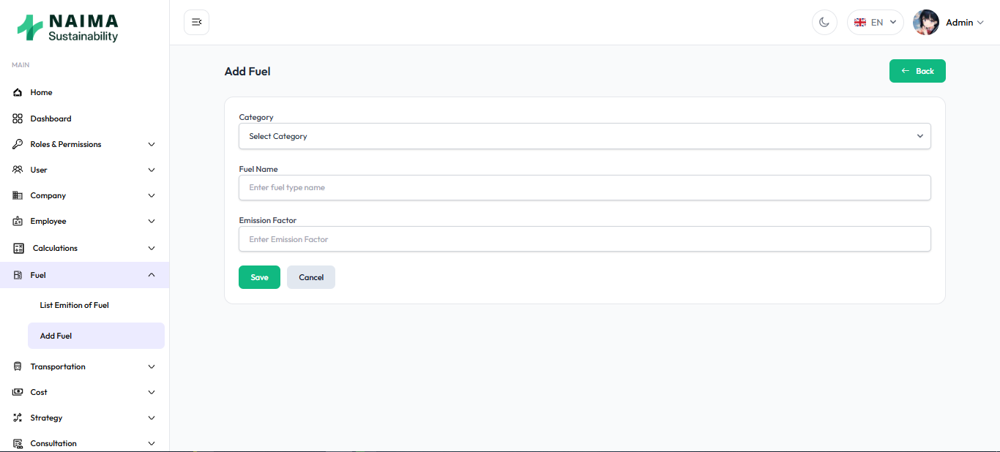 NAIMA
Sustainability
EN
Admin
MAIN
Home
Dashboard
Roles & Permissions
User
Company
Employee
Calculations
Fuel
List Emition of Fuel
Add Fuel
Transportation
Cost
Strategy
Consultation
Add Fuel
Back
Category
Select Category
Fuel Name
Enter fuel type name
Emission Factor
Enter Emission Factor
Save
Cancel